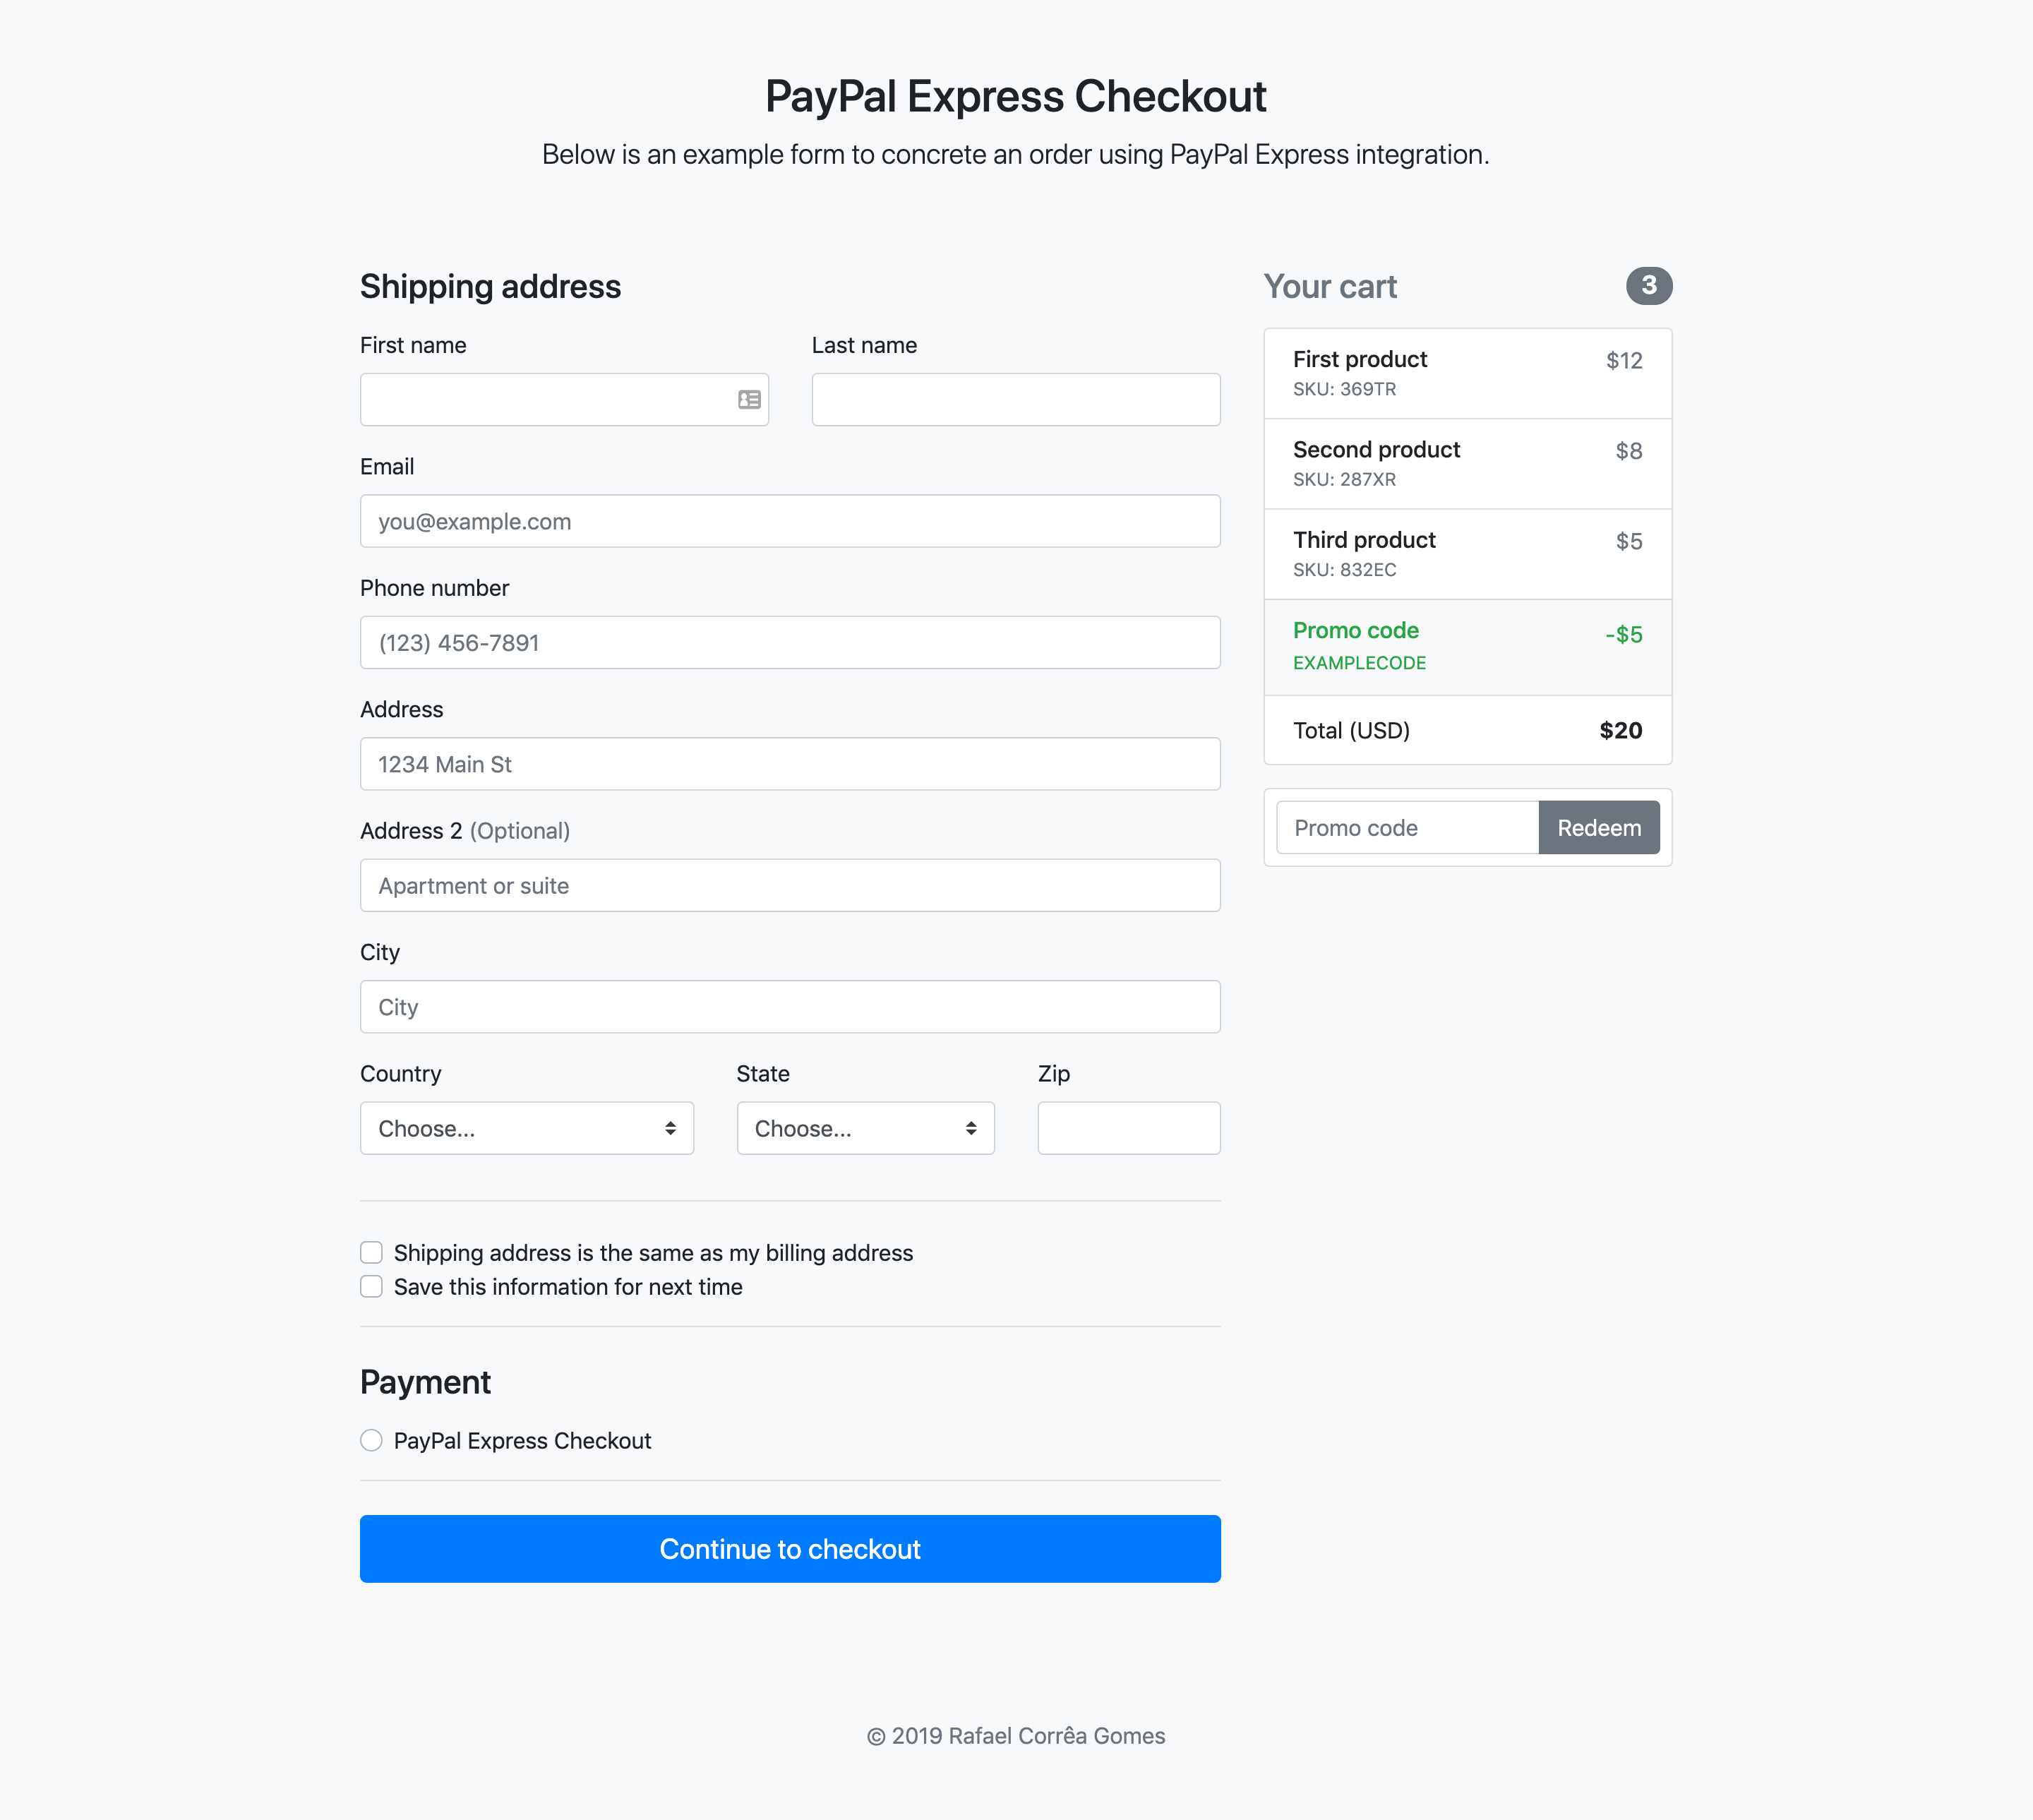 PayPal Express Checkout
Below is an example form to concrete an order using PayPal Express integration.
Shipping address
First name
Last name
Email
you@example.com
Phone number
(123) 456-7891
Address
1234 Main St
Address 2 (Optional)
Apartment or suite
City
City
Country
State
Zip
Choose...
Choose...
Shipping address is the same as my billing address
Save this information for next time
Payment
PayPal Express Checkout
Continue to checkout
Your cart
3
First product
$12
SKU: 369TR
Second product
$8
SKU: 287XR
Third product
$5
SKU: 832EC
Promo code
-$5
EXAMPLECODE
Total (USD)
$20
Promo code
Redeem
© 2019 Rafael Corrêa Gomes